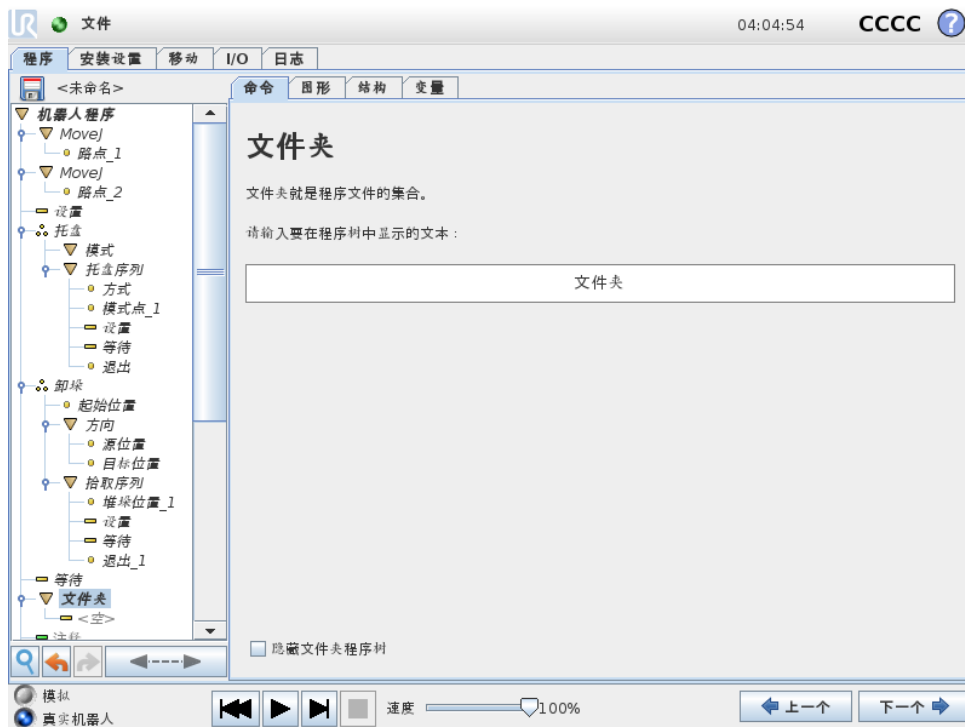 UR 文件 04:04:54 CCCC ?
程序 安装设置 移动 I/O 日志
<未命名> 命令 图形 结构 变量
机器人程序
MoveJ
路点_1
MoveJ
路点_2
设置
托盘
模式
托盘序列
方式
模式点_1
设置
等待
退出
卸垛
起始位置
方向
源位置
目标位置
拾取序列
堆垛位置_1
设置
等待
退出_1
等待
文件夹
<空>
注释
文件夹
文件夹就是程序文件的集合。
请输入要在程序树中显示的文本：
文件夹
隐藏文件夹程序树
模拟
真实机器人
速度 100%
上一个 下一个